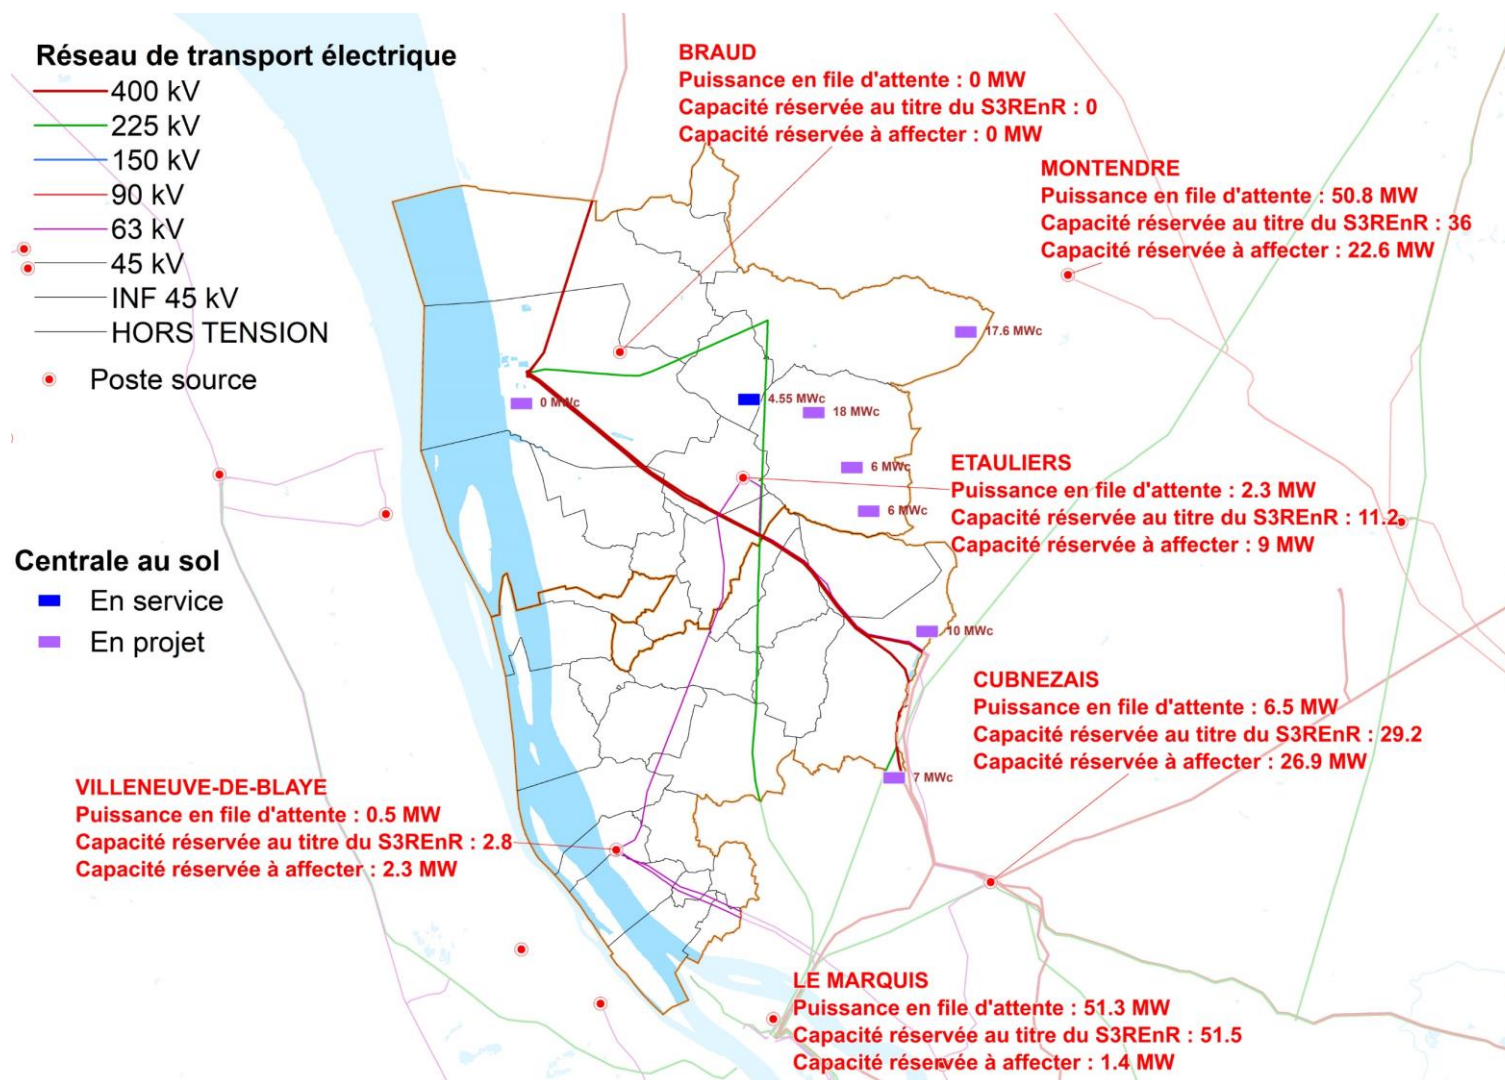 Réseau de transport électrique
400 kV
225 kV
150 kV
90 kV
63 kV
45 kV
INF 45 kV
HORS TENSION
Poste source
Centrale au sol
En service
En projet
BRAUD
Puissance en file d'attente : 0 MW
Capacité réservée au titre du S3REnR : 0
Capacité réservée à affecter : 0 MW
MONTENDRE
Puissance en file d'attente : 50.8 MW
Capacité réservée au titre du S3REnR : 36
Capacité réservée à affecter : 22.6 MW
17.6 MWc
0 MWc
4.55 MWc
18 MWc
6 MWc
6 MWc
ETAULIERS
Puissance en file d'attente : 2.3 MW
Capacité réservée au titre du S3REnR : 11.2
Capacité réservée à affecter : 9 MW
10 MWc
CUBNEZAIS
Puissance en file d'attente : 6.5 MW
Capacité réservée au titre du S3REnR : 29.2
Capacité réservée à affecter : 26.9 MW
7 MWc
VILLENEUVE-DE-BLAYE
Puissance en file d'attente : 0.5 MW
Capacité réservée au titre du S3REnR : 2.8
Capacité réservée à affecter : 2.3 MW
LE MARQUIS
Puissance en file d'attente : 51.3 MW
Capacité réservée au titre du S3REnR : 51.5
Capacité réservée à affecter : 1.4 MW